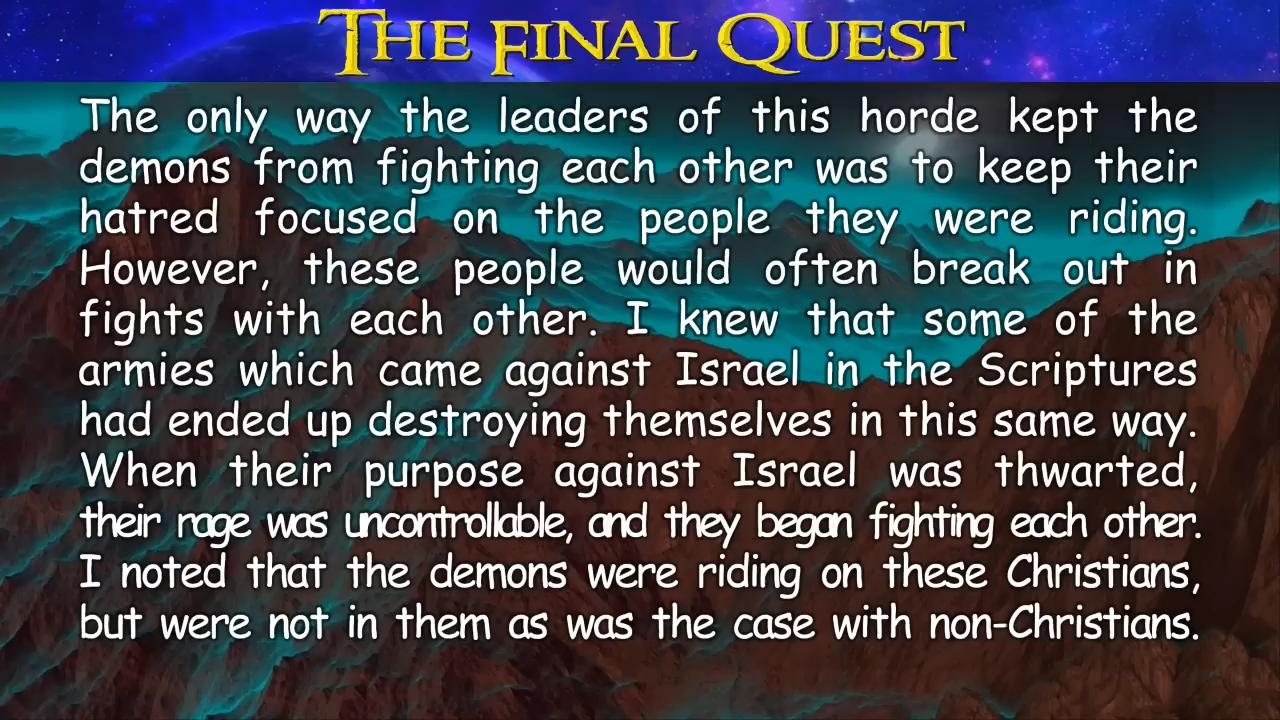 The Final Quest
The only way the leaders of this horde kept the
demons from fighting each other was to keep their
hatred focused on the people they were riding.
However, these people would often break out in
fights with each other. I knew that some of the
armies which came against Israel in the Scriptures
had ended up destroying themselves in this same way.
When their purpose against Israel was thwarted,
their rage was uncontrollable, and they began fighting each other.
I noted that the demons were riding on these Christians,
but were not in them as was the case with non-Christians.